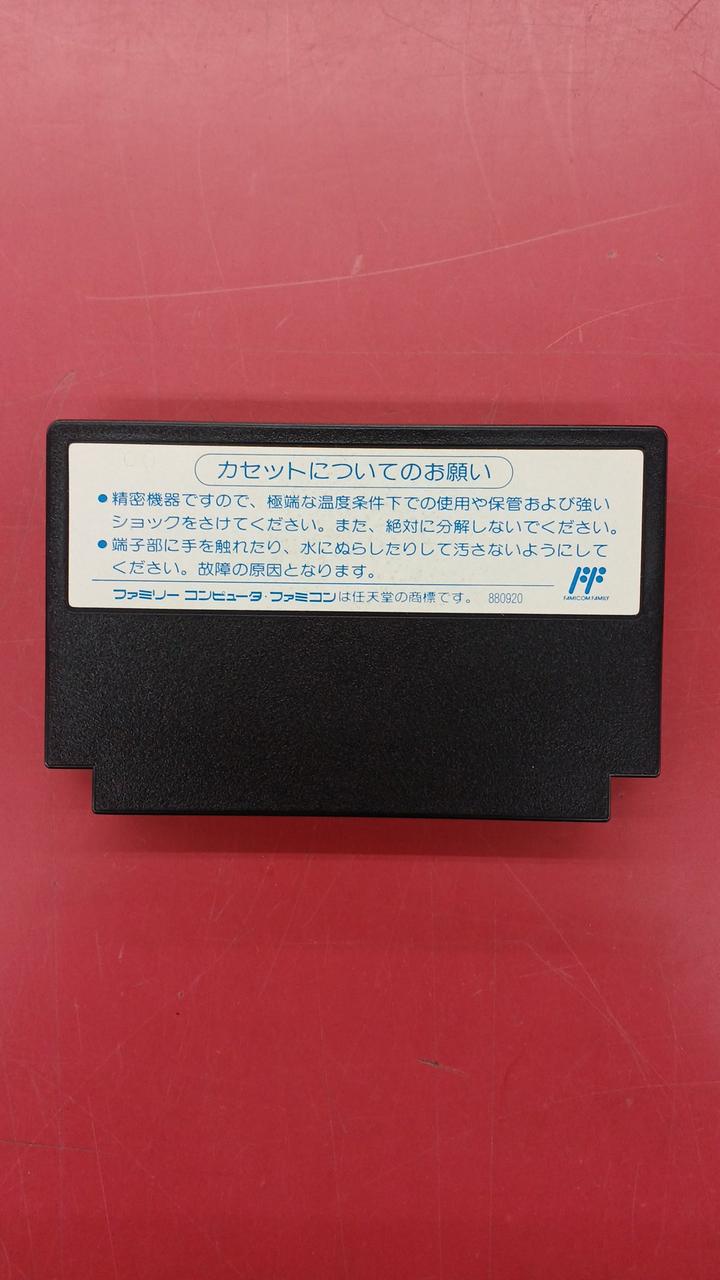 カセットについてのお願い
●精密機器ですので、極端な温度条件下での使用や保管および強い
ショックをさけてください。また、絶対に分解しないでください。
●端子部に手を触れたり、水にぬらしたりして汚さないようにして
ください。故障の原因となります。
ファミリー コンピュータ・ファミコンは任天堂の商標です。 880920
FAMICOM FAMILY